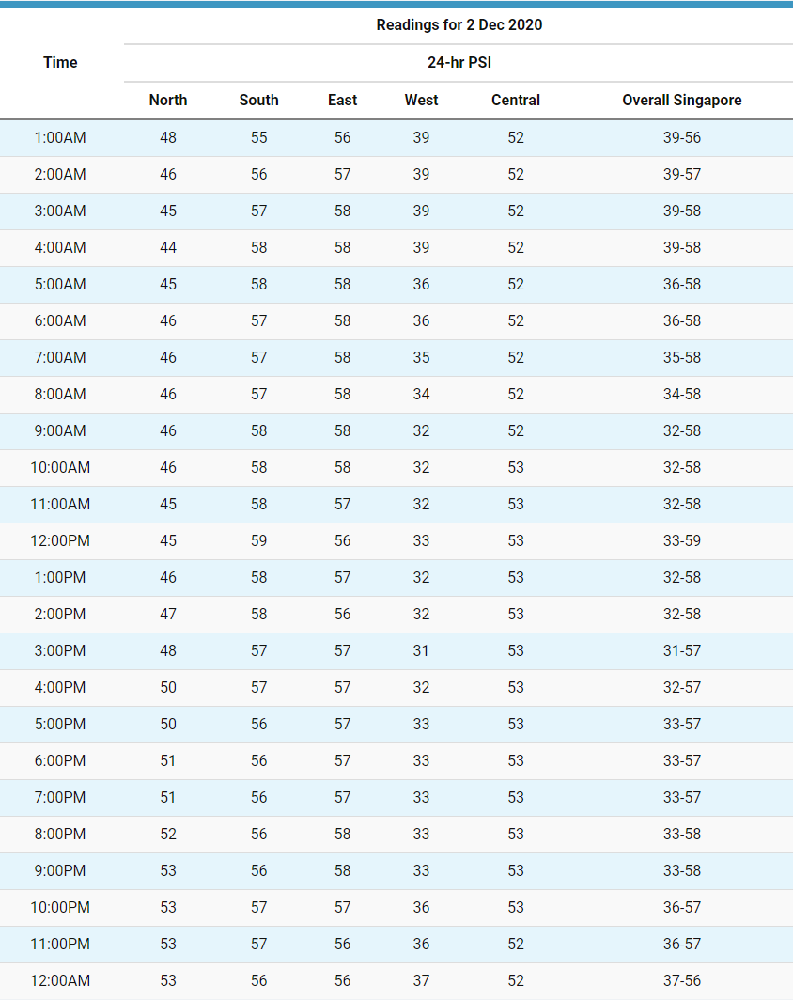 Readings for 2 Dec 2020
Time 24-hr PSI
North South East West Central Overall Singapore
1:00AM 48 55 56 39 52 39-56
2:00AM 46 56 57 39 52 39-57
3:00AM 45 57 58 39 52 39-58
4:00AM 44 58 58 39 52 39-58
5:00AM 45 58 58 36 52 36-58
6:00AM 46 57 58 36 52 36-58
7:00AM 46 57 58 35 52 35-58
8:00AM 46 57 58 34 52 34-58
9:00AM 46 58 58 32 52 32-58
10:00AM 46 58 58 32 53 32-58
11:00AM 45 58 57 32 53 32-58
12:00PM 45 59 56 33 53 33-59
1:00PM 46 58 57 32 53 32-58
2:00PM 47 58 56 32 53 32-58
3:00PM 48 57 57 31 53 31-57
4:00PM 50 57 57 32 53 32-57
5:00PM 50 56 57 33 53 33-57
6:00PM 51 56 57 33 53 33-57
7:00PM 51 56 57 33 53 33-57
8:00PM 52 56 58 33 53 33-58
9:00PM 53 56 58 33 53 33-58
10:00PM 53 57 57 36 53 36-57
11:00PM 53 57 56 36 52 36-57
12:00AM 53 56 56 37 52 37-56